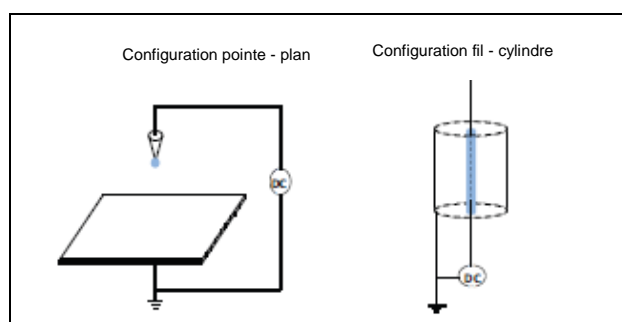 Configuration pointe - plan
Configuration fil - cylindre
DC
DC